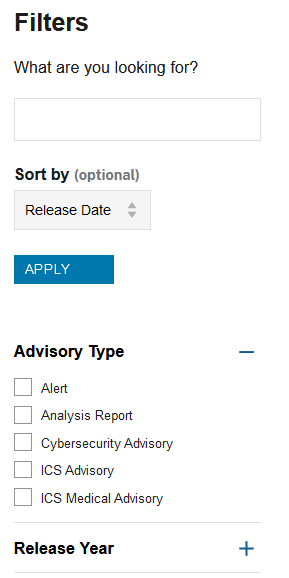 Filters
What are you looking for?
Sort by (optional)
Release Date
APPLY
Advisory Type
Alert
Analysis Report
Cybersecurity Advisory
ICS Advisory
ICS Medical Advisory
Release Year